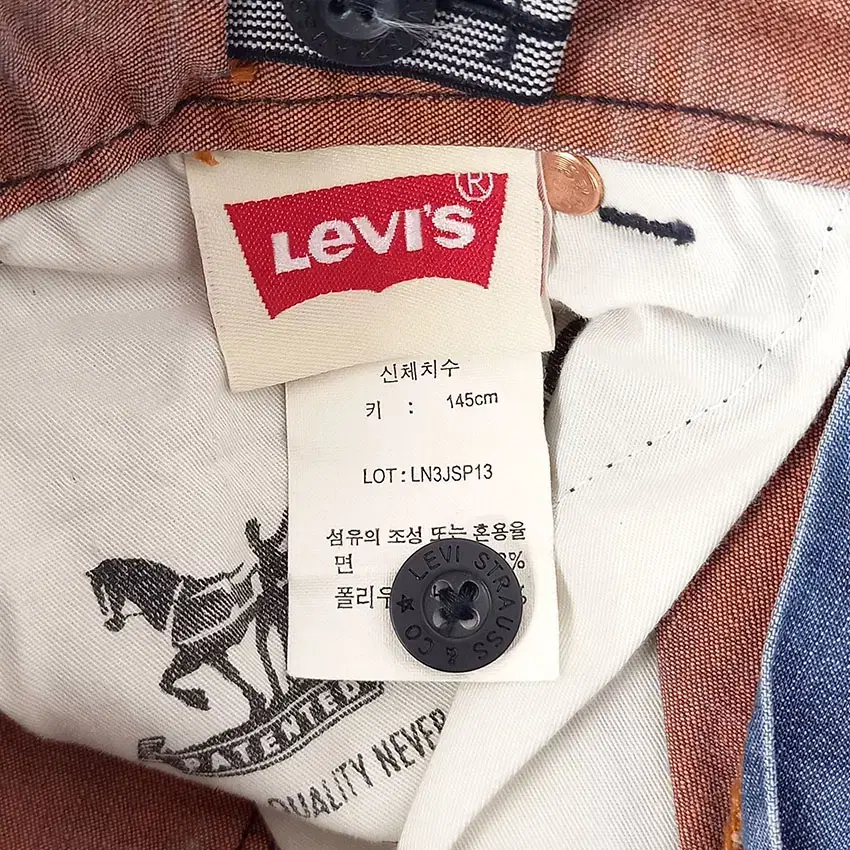 LEVI'S ®
신체치수
키 : 145cm
LOT : LN3JSP13
섬유의 조성 또는 혼용율
면 %
폴리우
LEVI STRAUSS & CO
PATENTED
QUALITY NEVER